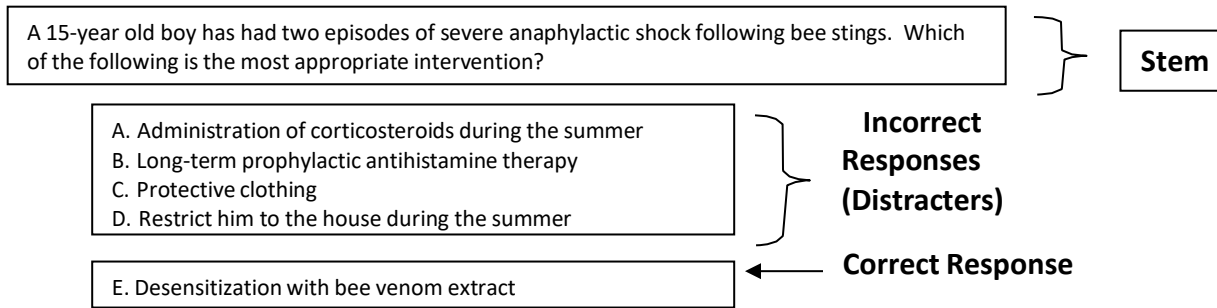 A 15-year old boy has had two episodes of severe anaphylactic shock following bee stings. Which
of the following is the most appropriate intervention?
Stem
A. Administration of corticosteroids during the summer
B. Long-term prophylactic antihistamine therapy
C. Protective clothing
D. Restrict him to the house during the summer
Incorrect
Responses
(Distracters)
E. Desensitization with bee venom extract
Correct Response